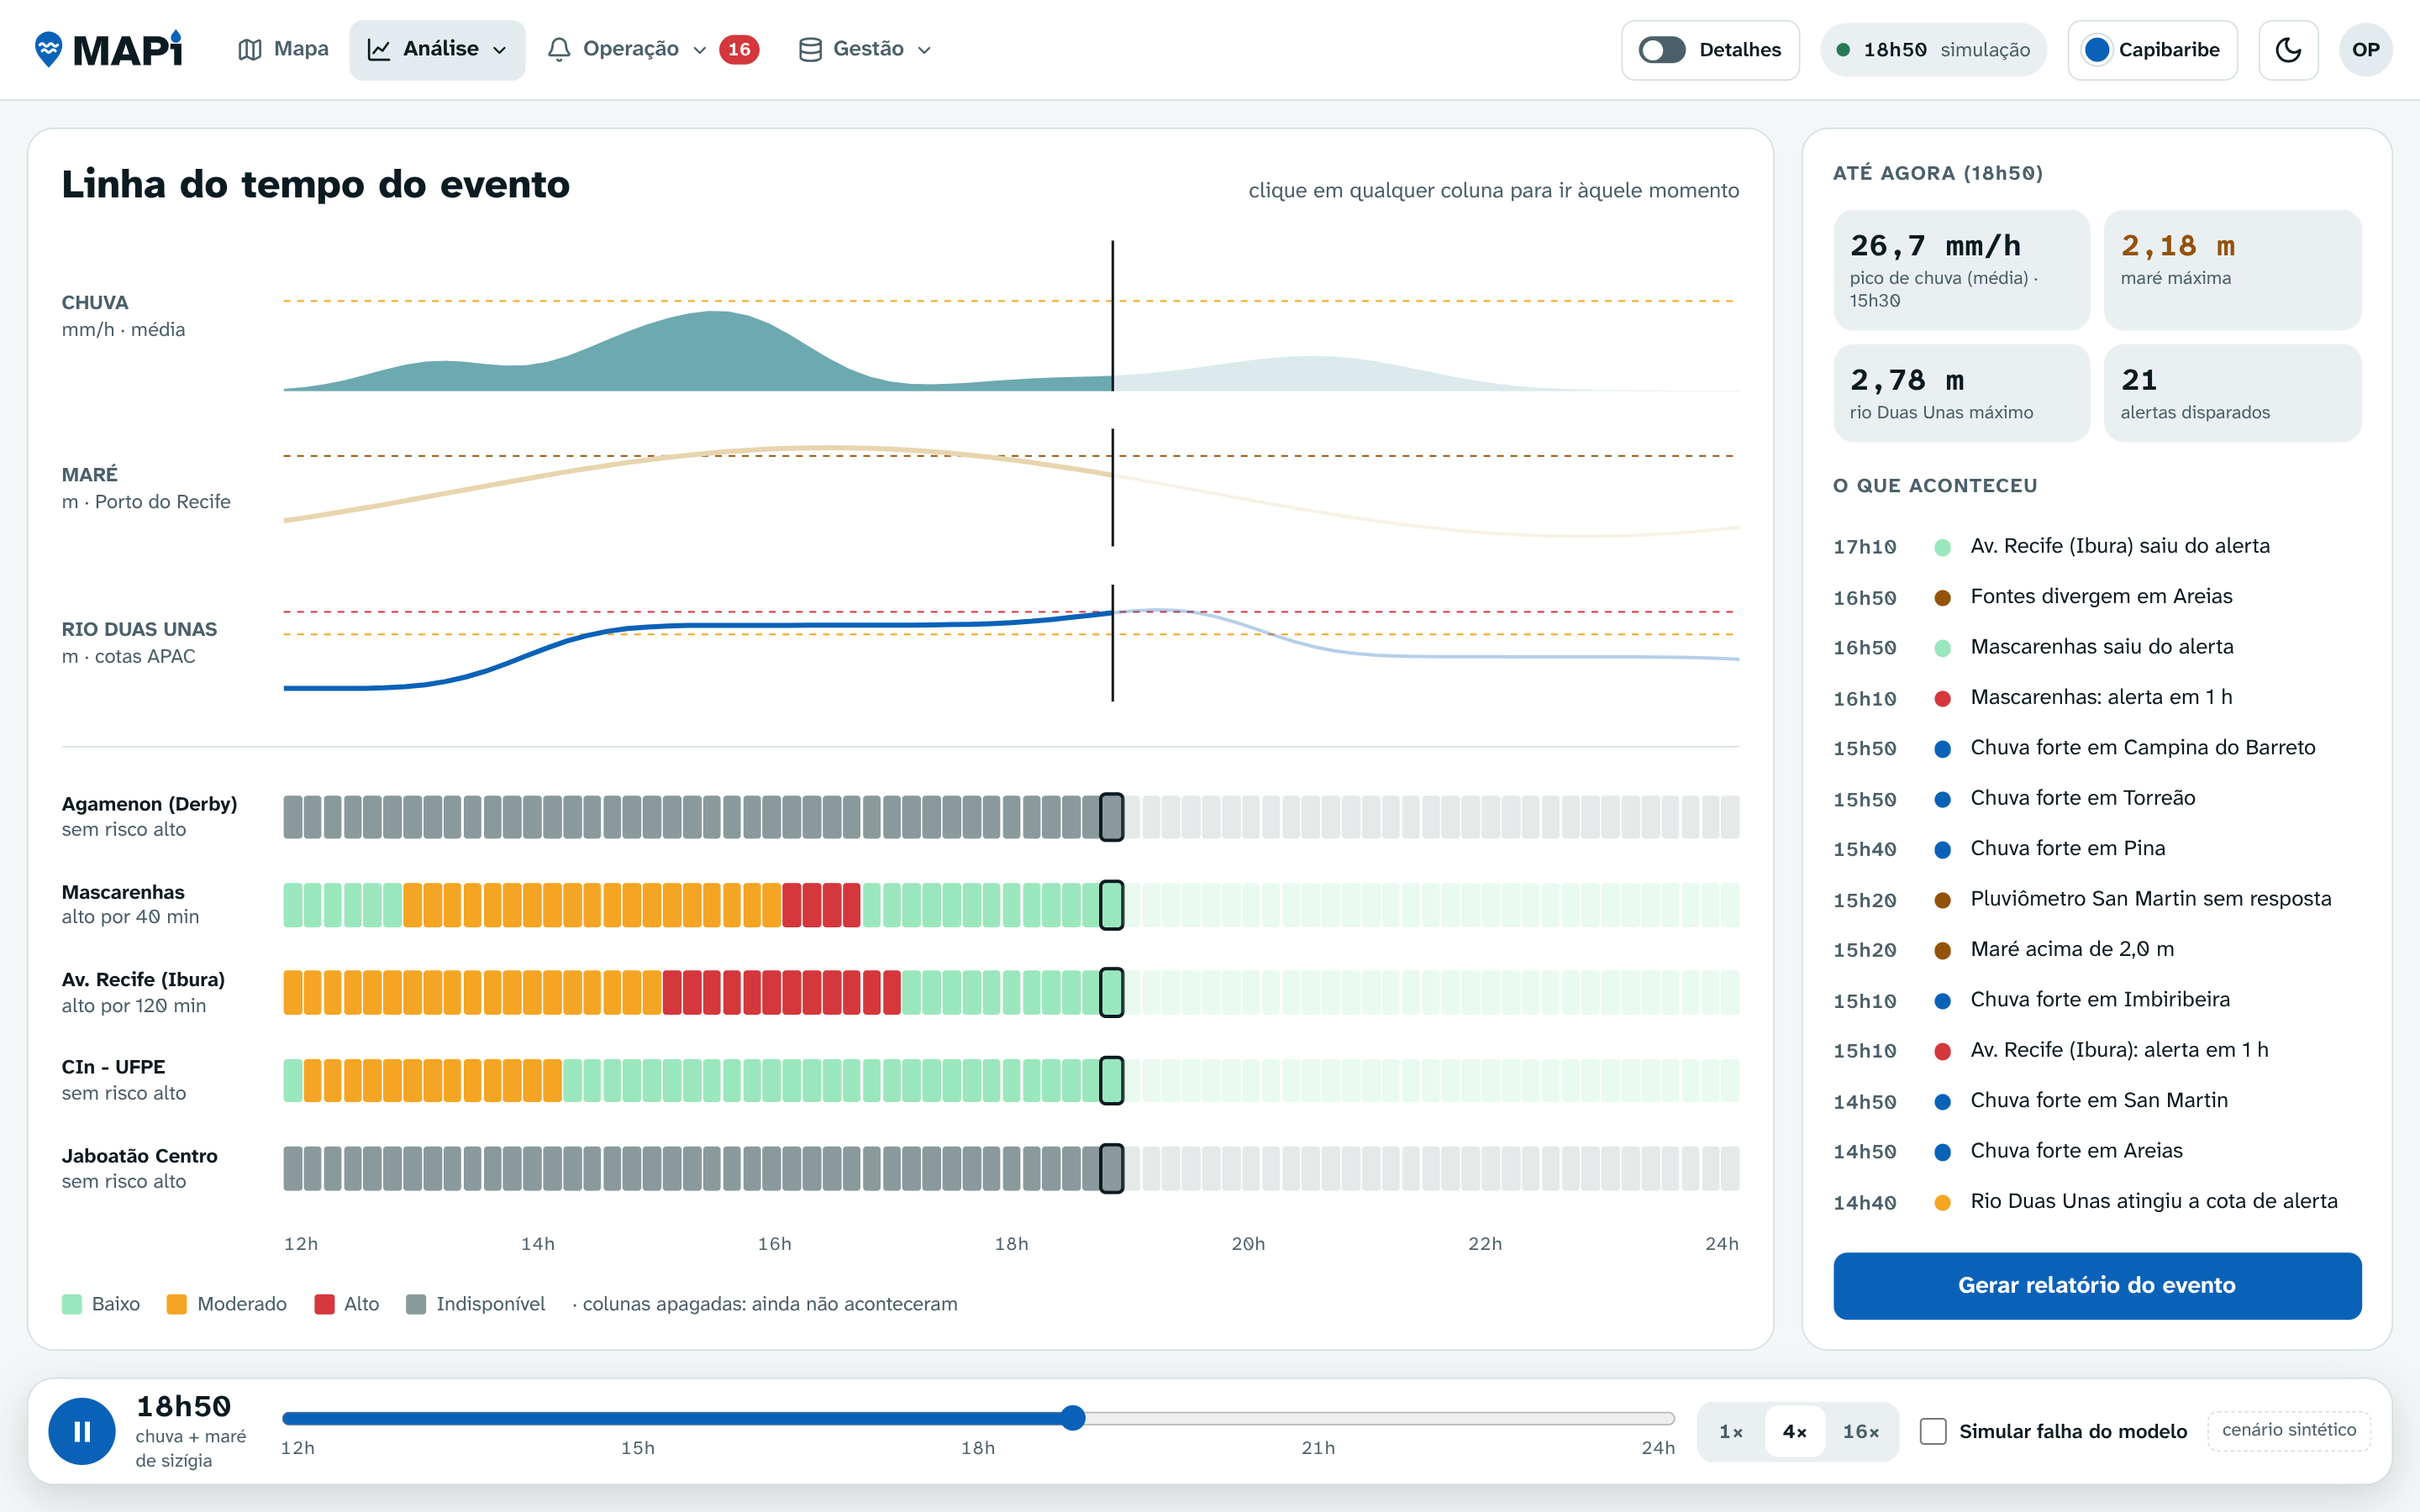 MAPi
Mapa
Análise
Operação
16
Gestão
Detalhes
18h50 simulação
Capibaribe
OP
Linha do tempo do evento
clique em qualquer coluna para ir àquele momento
CHUVA
mm/h · média
MARÉ
m · Porto do Recife
RIO DUAS UNAS
m · cotas APAC
Agamenon (Derby)
sem risco alto
Mascarenhas
alto por 40 min
Av. Recife (Ibura)
alto por 120 min
CIn - UFPE
sem risco alto
Jaboatão Centro
sem risco alto
12h 14h 16h 18h 20h 22h 24h
Baixo Moderado Alto Indisponível · colunas apagadas: ainda não aconteceram
ATÉ AGORA (18h50)
26,7 mm/h
pico de chuva (média) ·
15h30
2,18 m
maré máxima
2,78 m
rio Duas Unas máximo
21
alertas disparados
O QUE ACONTECEU
17h10 Av. Recife (Ibura) saiu do alerta
16h50 Fontes divergem em Areias
16h50 Mascarenhas saiu do alerta
16h10 Mascarenhas: alerta em 1 h
15h50 Chuva forte em Campina do Barreto
15h50 Chuva forte em Torreão
15h40 Chuva forte em Pina
15h20 Pluviômetro San Martin sem resposta
15h20 Maré acima de 2,0 m
15h10 Chuva forte em Imbiribeira
15h10 Av. Recife (Ibura): alerta em 1 h
14h50 Chuva forte em San Martin
14h50 Chuva forte em Areias
14h40 Rio Duas Unas atingiu a cota de alerta
Gerar relatório do evento
18h50
chuva + maré
de sizígia
12h 15h 18h 21h 24h
1× 4× 16×
Simular falha do modelo
cenário sintético